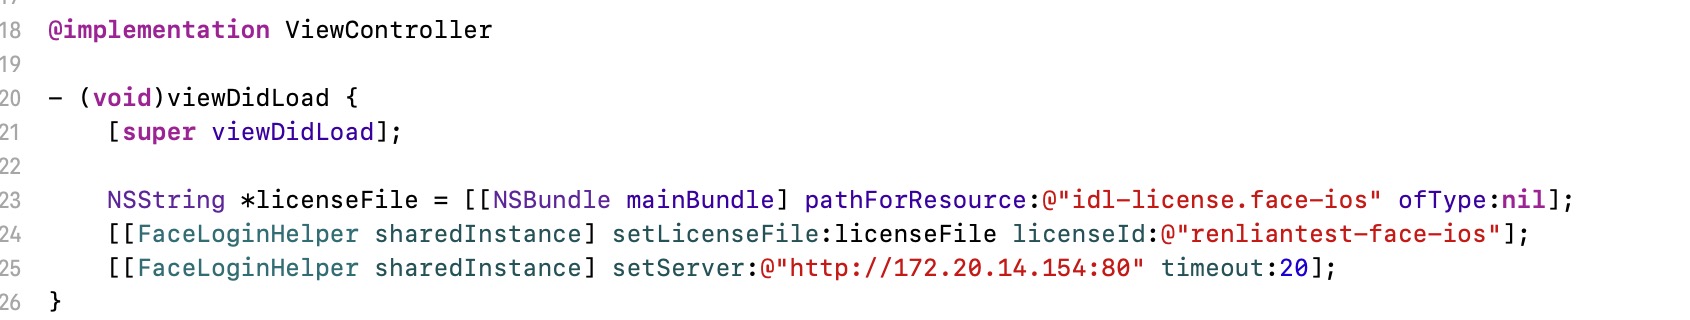 18 @implementation ViewController
19
20 - (void)viewDidLoad {
21     [super viewDidLoad];
22
23     NSString *licenseFile = [[NSBundle mainBundle] pathForResource:@"idl-license.face-ios" ofType:nil];
24     [[FaceLoginHelper sharedInstance] setLicenseFile:licenseFile licenseId:@"renliantest-face-ios"];
25     [[FaceLoginHelper sharedInstance] setServer:@"http://172.20.14.154:80" timeout:20];
26 }